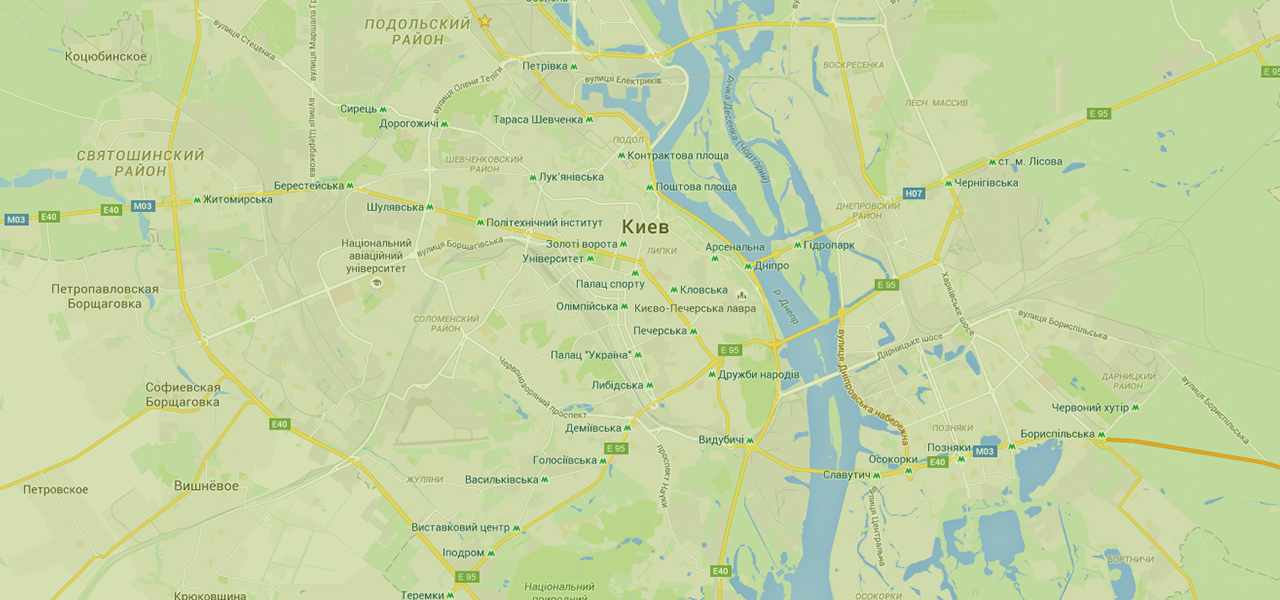 ПОДОЛЬСКИЙ
РАЙОН
вулиця Стеценка
Коцюбинское
Петрівка
вулиця Електриків
ВОСКРЕСЕНКА
E 95
вулиця Олени Теліги
вулиця Щербакова
Сирець
Дорогожичі
Тараса Шевченка
ЛЕСН. МАССИВ
E 95
СВЯТОШИНСКИЙ
РАЙОН
ПОДОЛ
Контрактова площа
ШЕВЧЕНКОВСКИЙ
РАЙОН
ст. м. Лісова
Лук'янівська
Берестейська
Поштова площа
Чернігівська
H07
Житомирська
M03
E40
E40
M03
Шулявська
Політехнічний інститут
Киев
ДНЕПРОВСКИЙ
РАЙОН
Національний
авіаційний
університет
вулиця Борщагівська
Золоті ворота
Університет
ЛИПКИ
Арсенальна
Гідропарк
Дніпро
Палац спорту
Кловська
E 95
Петропавловская
Борщаговка
Олімпійська
Києво-Печерська лавра
р. Днепр
Харківське шосе
СОЛОМЕНСКИЙ
РАЙОН
Печерська
вулиця Бориспільська
Дарницьке шосе
Палац "Україна"
E 95
Дружби народів
вулиця Дніпровська набережна
Червонозоряний проспект
Либідська
ДАРНИЦКИЙ
РАЙОН
вулиця Бориспільська
Софиевская
Борщаговка
Червоний хутір
E40
Деміївська
Видубичі
ПОЗНЯКИ
Позняки
M03
Бориспільська
E 95
проспект Науки
Голосіївська
Осокорки
E40
Славутич
Васильківська
ЖУЛЯНИ
Петровское
Вишнёвое
вулиця Центральна
Виставковий центр
Іподром
E 95
E40
БОРТНИЧИ
Теремки
Крюковщина
Національний
природний
ОСОКОРКИ